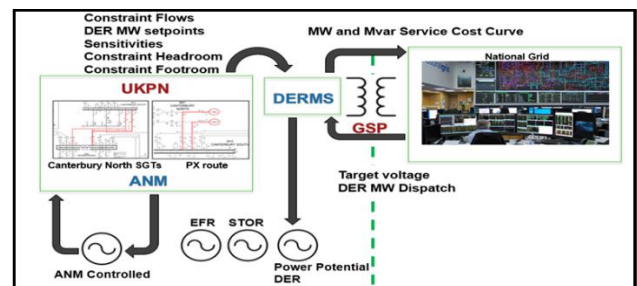 Constraint Flows
DER MW setpoints
Sensitivities
Constraint Headroom
Constraint Footroom
MW and Mvar Service Cost Curve
National Grid
UKPN
DERMS
GSP
Canterbury North SGTs
PX route
ANM
Target voltage
DER MW Dispatch
EFR
STOR
ANM Controlled
Power Potential
DER